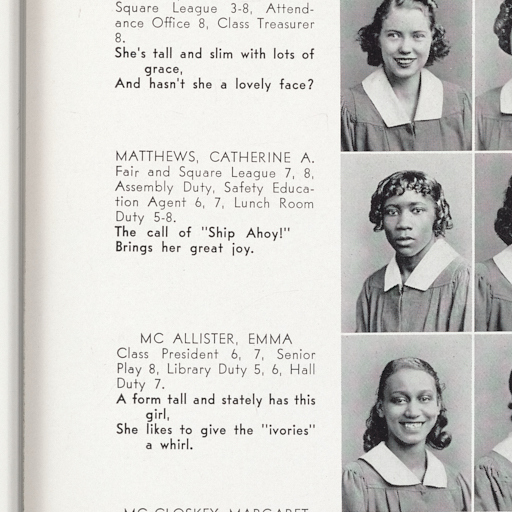 Square League 3-8, Attend-
ance Office 8, Class Treasurer
8.
She's tall and slim with lots of
grace,
And hasn't she a lovely face?
MATTHEWS, CATHERINE A.
Fair and Square League 7, 8,
Assembly Duty, Safety Educa-
tion Agent 6, 7, Lunch Room
Duty 5-8.
The call of "Ship Ahoy!"
Brings her great joy.
MC ALLISTER, EMMA
Class President 6, 7, Senior
Play 8, Library Duty 5, 6, Hall
Duty 7.
A form tall and stately has this
girl,
She likes to give the "ivories"
a whirl.
MC CLOSKEY, MARGARET